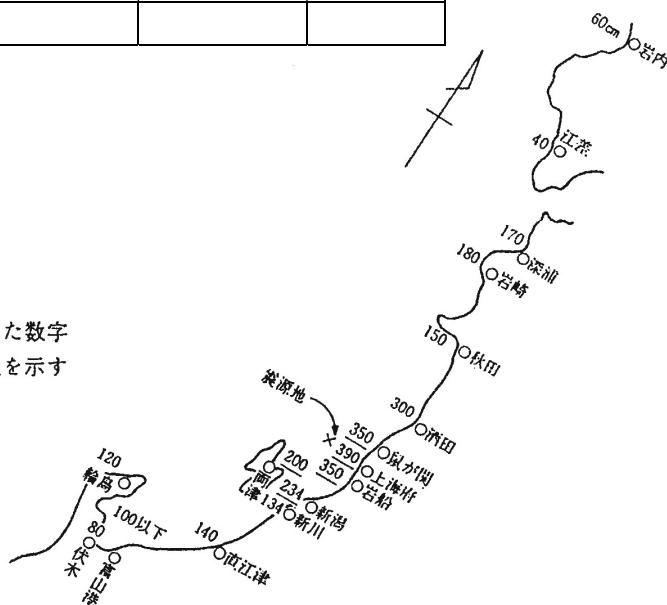 60cm
岩内
江差
40
170
深浦
180
岩崎
た数字
を示す
150
秋田
震源地
300
酒田
350
鼠が関
390
上海府
350
岩船
200
両津
234
新潟
134
新川
120
輪島
100以下
80
伏木
富山港
140
直江津